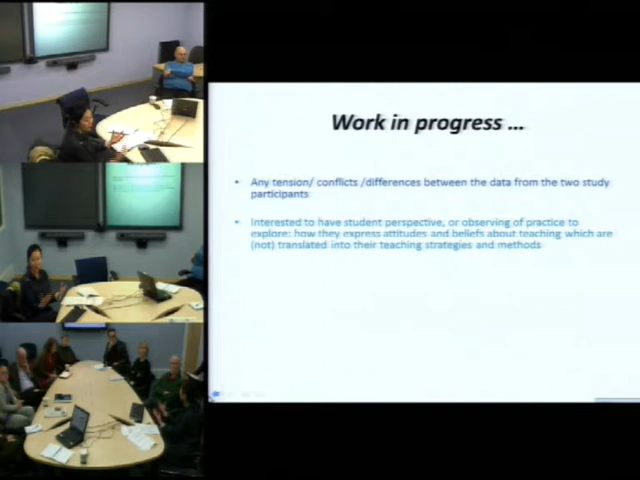 Work in progress ...
• Any tension/ conflicts /differences between the data from the two study
participants
• Interested to have student perspective, or observing of practice to
explore: how they express attitudes and beliefs about teaching which are
(not) translated into their teaching strategies and methods